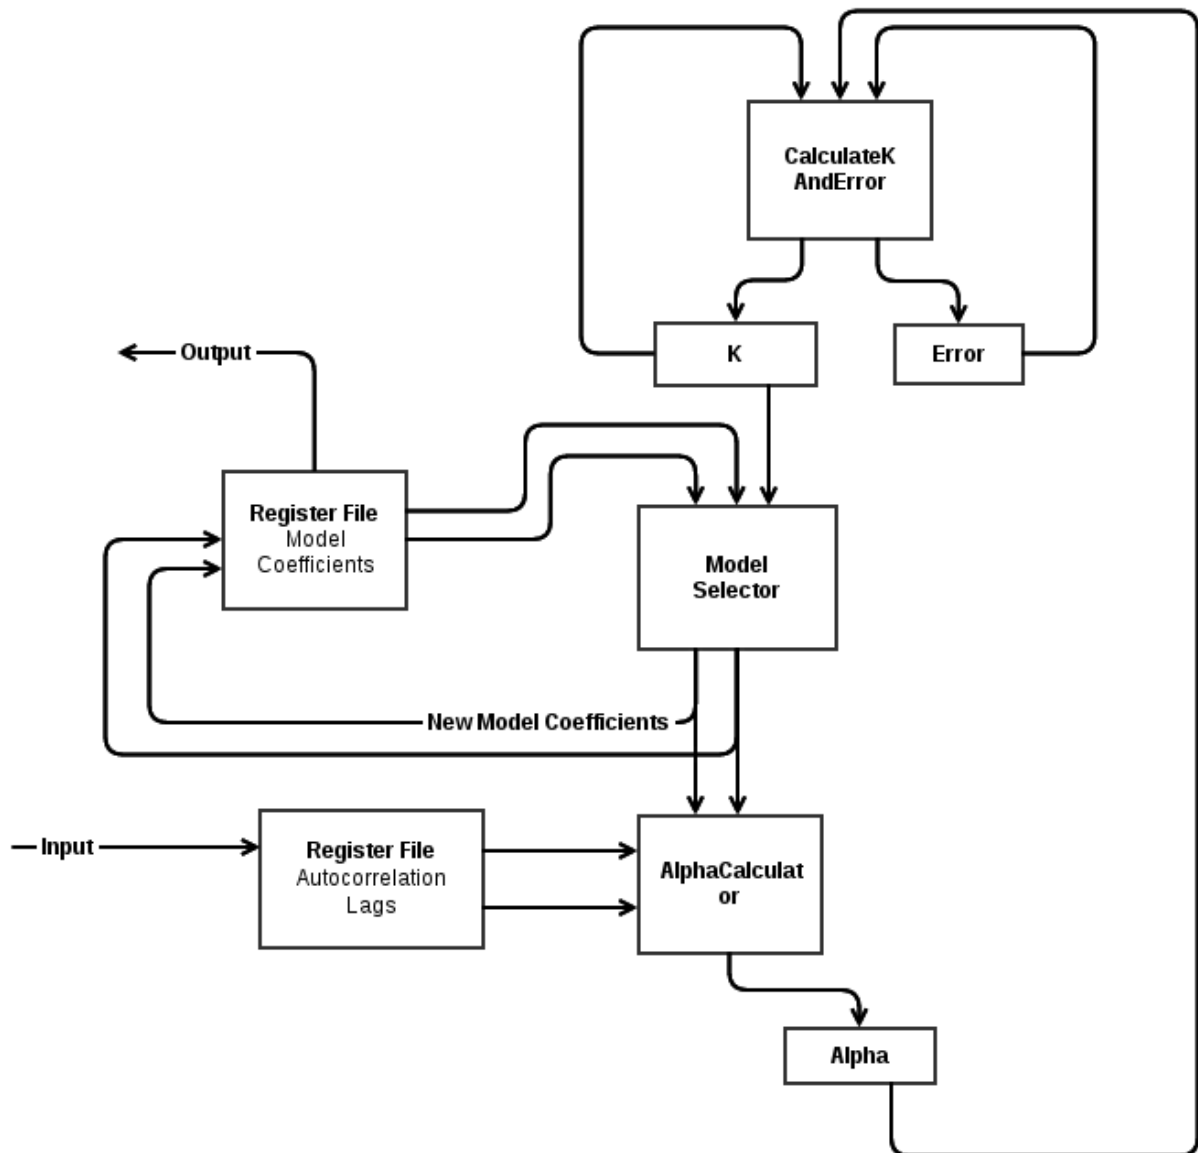 CalculateK
AndError
K
Error
Output
Register File
Model
Coefficients
Model
Selector
New Model Coefficients
Input
Register File
Autocorrelation
Lags
AlphaCalculat
or
Alpha